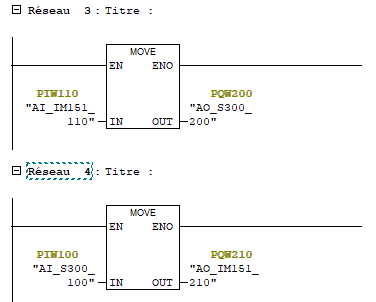 Réseau 3 : Titre :
MOVE
EN ENO
PIW110 PQW200
"AI_IM151_ "AO_S300_
110" IN OUT 200"
Réseau 4 : Titre :
MOVE
EN ENO
PIW100 PQW210
"AI_S300_ "AO_IM151_
100" IN OUT 210"